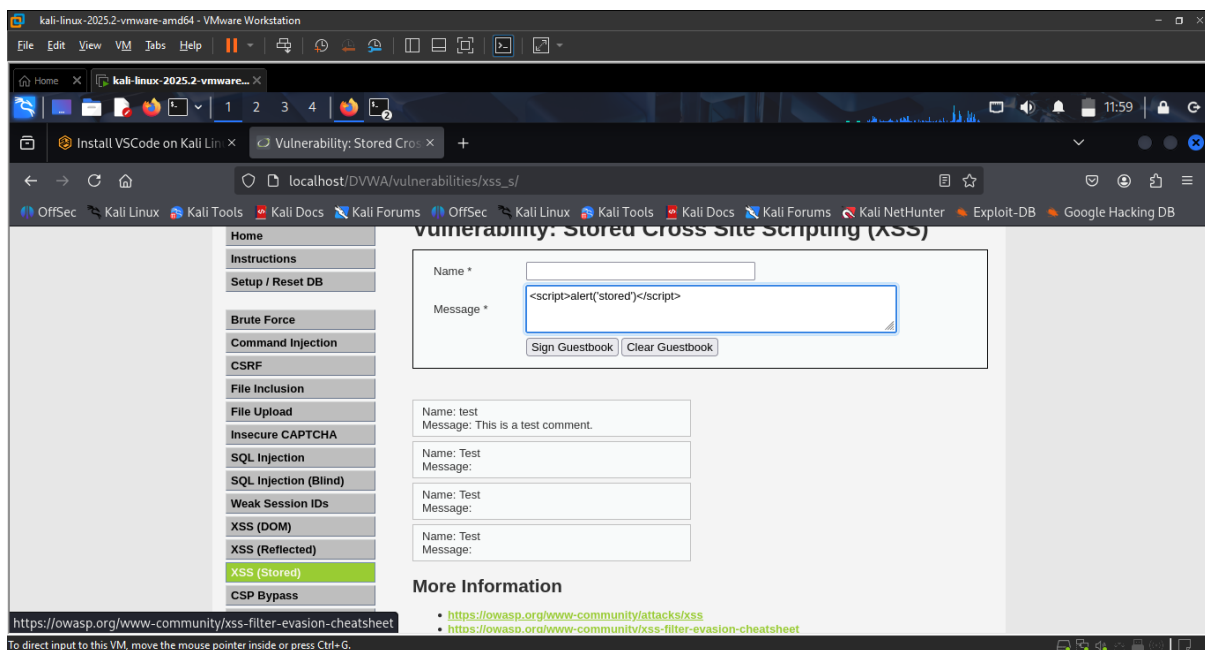 kali-linux-2025.2-vmware-amd64 - VMware Workstation
File Edit View VM Tabs Help
Home kali-linux-2025.2-vmware...
1 2 3 4 2 11:59
Install VSCode on Kali Lin Vulnerability: Stored Cros
localhost/DVWA/vulnerabilities/xss_s/
OffSec Kali Linux Kali Tools Kali Docs Kali Forums OffSec Kali Linux Kali Tools Kali Docs Kali Forums Kali NetHunter Exploit-DB Google Hacking DB
Vulnerability: Stored Cross Site Scripting (XSS)
Home
Instructions
Setup / Reset DB
Brute Force
Command Injection
CSRF
File Inclusion
File Upload
Insecure CAPTCHA
SQL Injection
SQL Injection (Blind)
Weak Session IDs
XSS (DOM)
XSS (Reflected)
XSS (Stored)
CSP Bypass
Name *
Message * <script>alert('stored')</script>
Sign Guestbook Clear Guestbook
Name: test
Message: This is a test comment.
Name: Test
Message:
Name: Test
Message:
Name: Test
Message:
More Information
https://owasp.org/www-community/attacks/xss
https://owasp.org/www-community/xss-filter-evasion-cheatsheet
https://owasp.org/www-community/xss-filter-evasion-cheatsheet
To direct input to this VM, move the mouse pointer inside or press Ctrl+G.